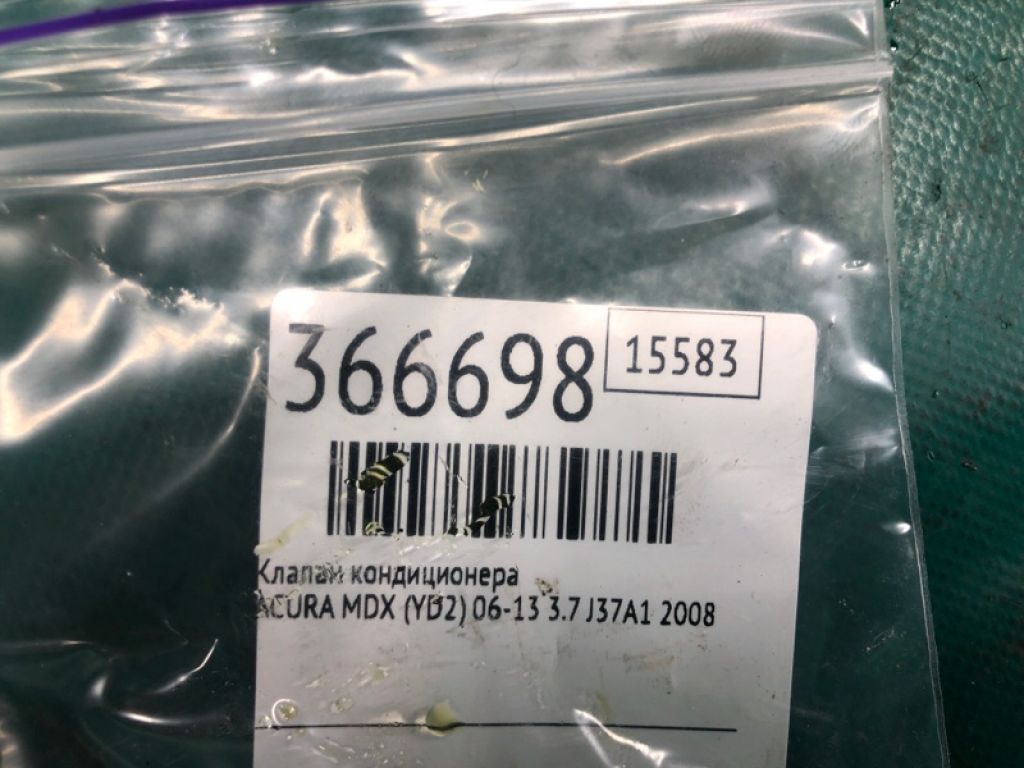 366698 15583
Клапан кондиционера
ACURA MDX (YD2) 06-13 3.7 J37A1 2008